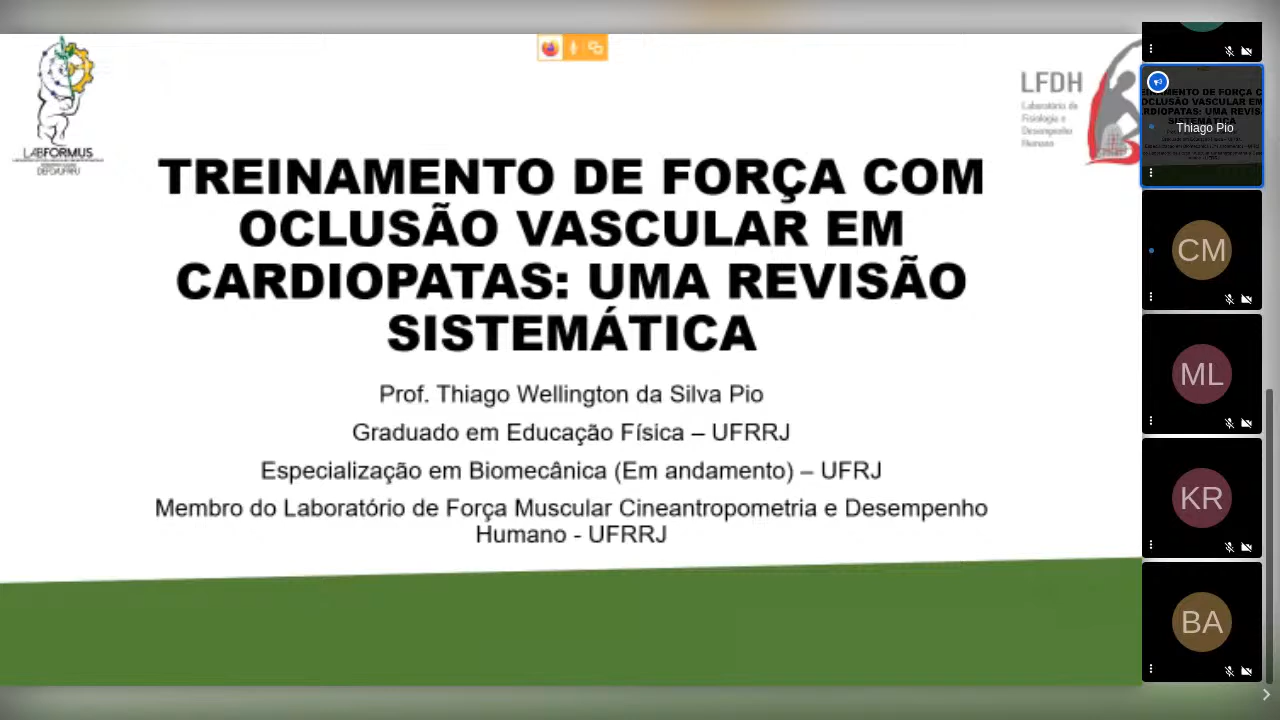 LABFORMUS
DEFD/UFRRJ
LFDH
Laboratório de
Fisiologia e
Desempenho
Humano
TREINAMENTO DE FORÇA COM
OCLUSÃO VASCULAR EM
CARDIOPATAS: UMA REVISÃO
SISTEMÁTICA
Prof. Thiago Wellington da Silva Pio
Graduado em Educação Física – UFRRJ
Especialização em Biomecânica (Em andamento) – UFRJ
Membro do Laboratório de Força Muscular Cineantropometria e Desempenho
Humano - UFRRJ
Thiago Pio
CM
ML
KR
BA